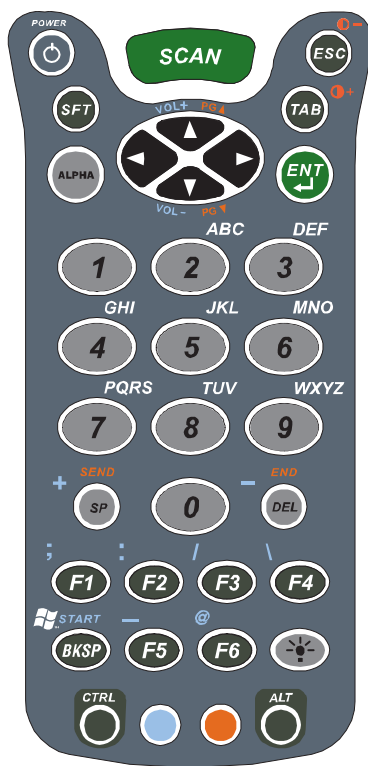 POWER
SCAN
–
ESC
SFT
VOL+ PG
+
TAB
ALPHA
ENT
VOL– PG
ABC DEF
1 2 3
GHI JKL MNO
4 5 6
PQRS TUV WXYZ
7 8 9
+ SEND – END
SP 0 DEL
; : / \
F1 F2 F3 F4
START – @
BKSP F5 F6
CTRL ALT